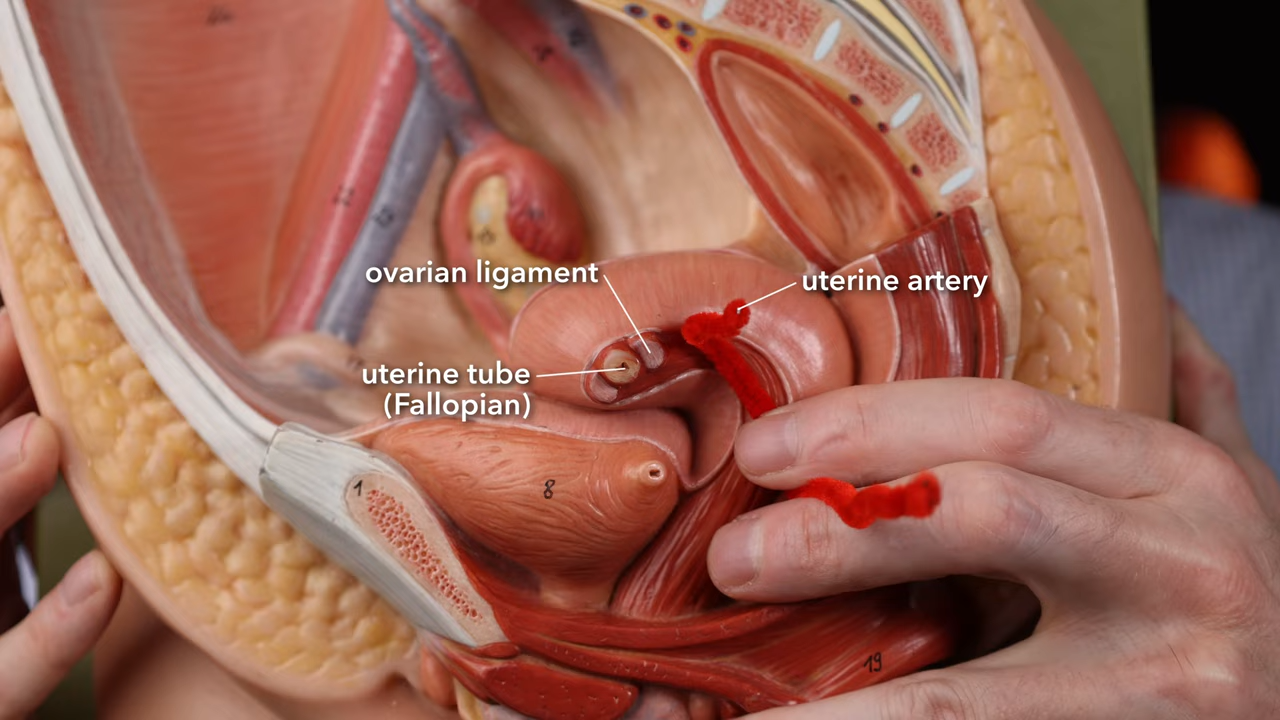 ovarian ligament
uterine artery
uterine tube
(Fallopian)
1
8
19